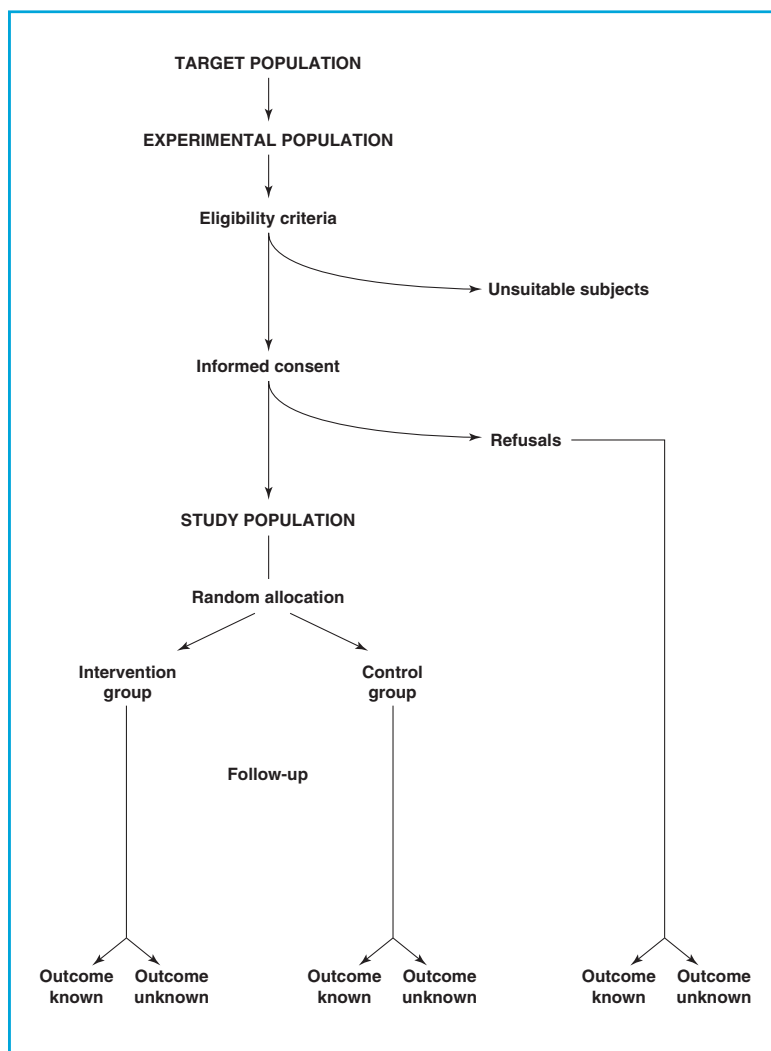 TARGET POPULATION
EXPERIMENTAL POPULATION
Eligibility criteria
Unsuitable subjects
Informed consent
Refusals
STUDY POPULATION
Random allocation
Intervention
group
Control
group
Follow-up
Outcome
known
Outcome
unknown
Outcome
known
Outcome
unknown
Outcome
known
Outcome
unknown